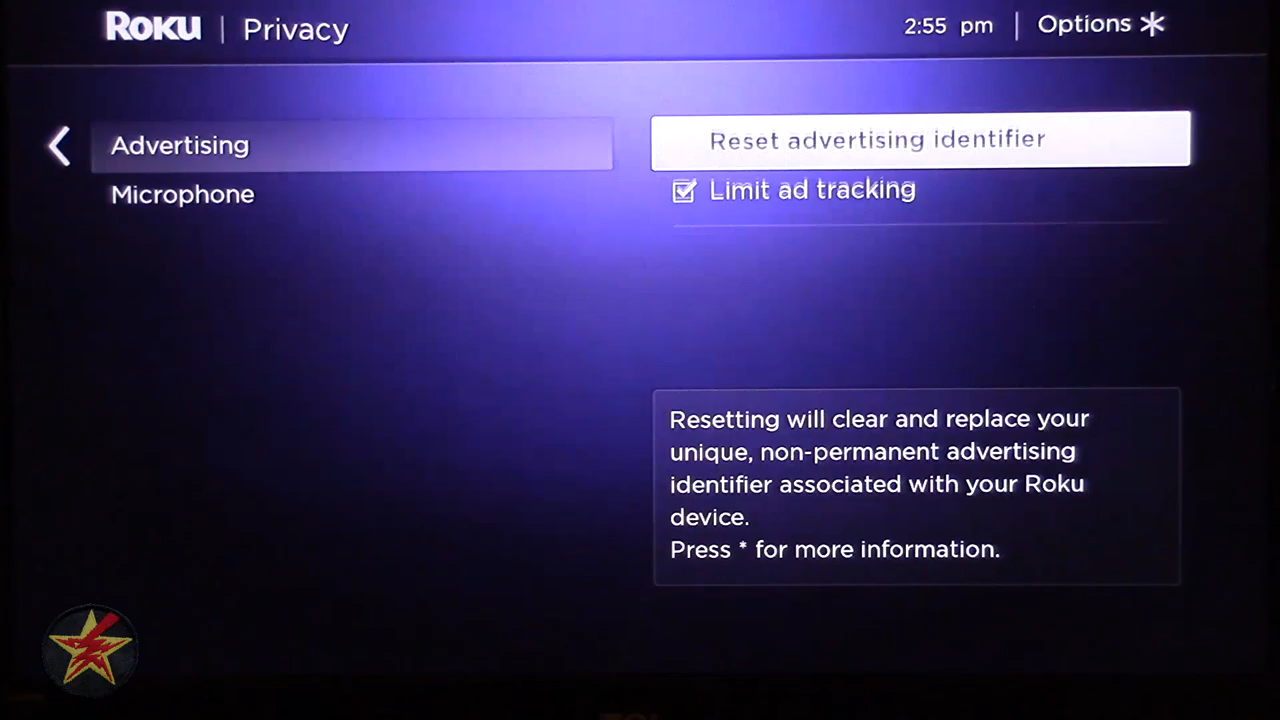 Roku | Privacy
2:55 pm | Options *
Advertising
Microphone
Reset advertising identifier
Limit ad tracking
Resetting will clear and replace your
unique, non-permanent advertising
identifier associated with your Roku
device.
Press * for more information.